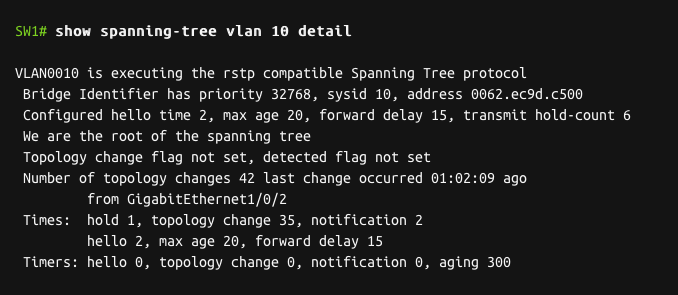 SW1# show spanning-tree vlan 10 detail
VLAN0010 is executing the rstp compatible Spanning Tree protocol
Bridge Identifier has priority 32768, sysid 10, address 0062.ec9d.c500
Configured hello time 2, max age 20, forward delay 15, transmit hold-count 6
We are the root of the spanning tree
Topology change flag not set, detected flag not set
Number of topology changes 42 last change occurred 01:02:09 ago
from GigabitEthernet1/0/2
Times: hold 1, topology change 35, notification 2
hello 2, max age 20, forward delay 15
Timers: hello 0, topology change 0, notification 0, aging 300